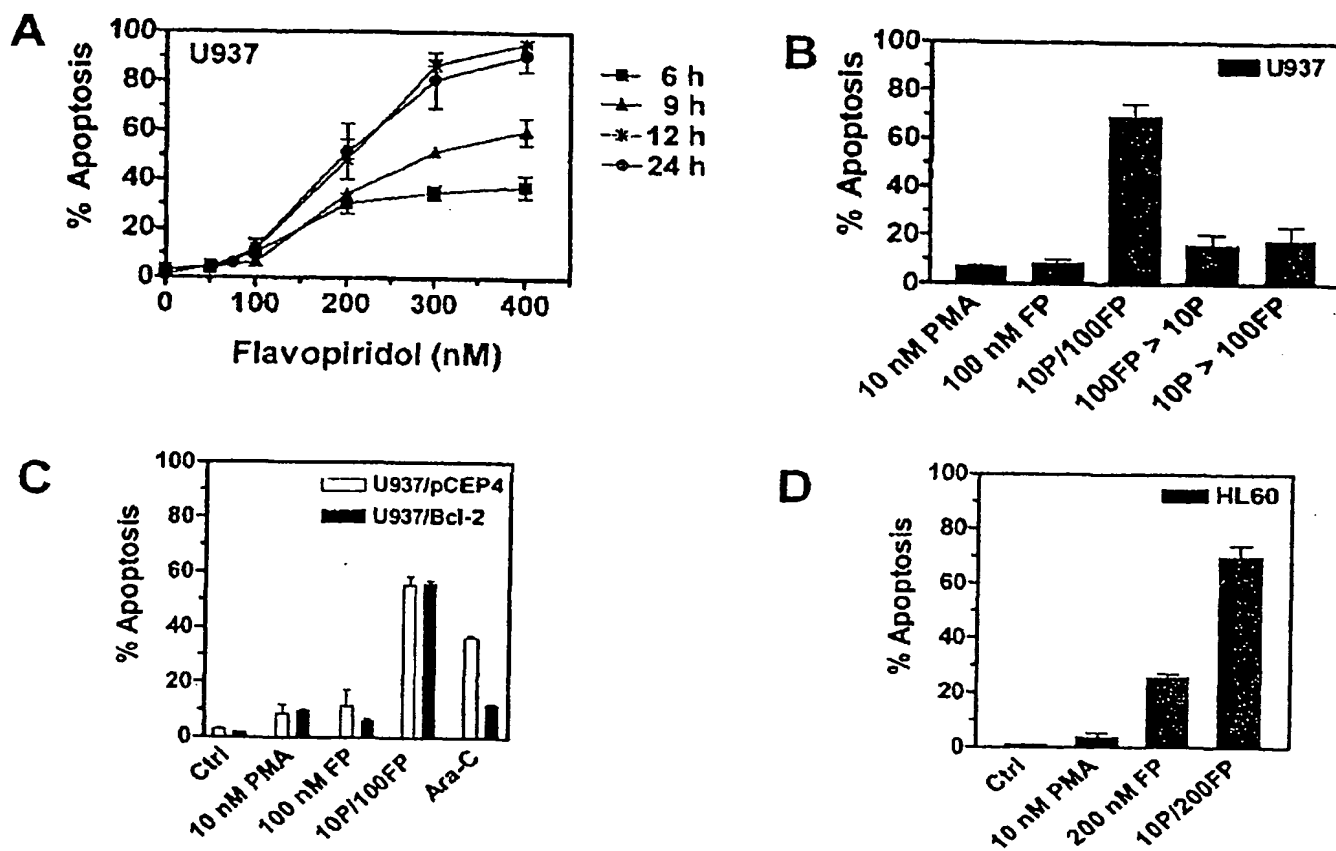 A
U937
% Apoptosis
100
80
60
40
20
0
0
100
200
300
400
Flavopiridol (nM)
6 h
9 h
12 h
24 h
B
U937
% Apoptosis
100
80
60
40
20
0
10 nM PMA
100 nM FP
10P/100FP
100FP > 10P
10P > 100FP
C
U937/pCEP4
U937/Bcl-2
% Apoptosis
100
80
60
40
20
0
Ctrl
10 nM PMA
100 nM FP
10P/100FP
Ara-C
D
HL60
% Apoptosis
100
80
60
40
20
0
Ctrl
10 nM PMA
200 nM FP
10P/200FP